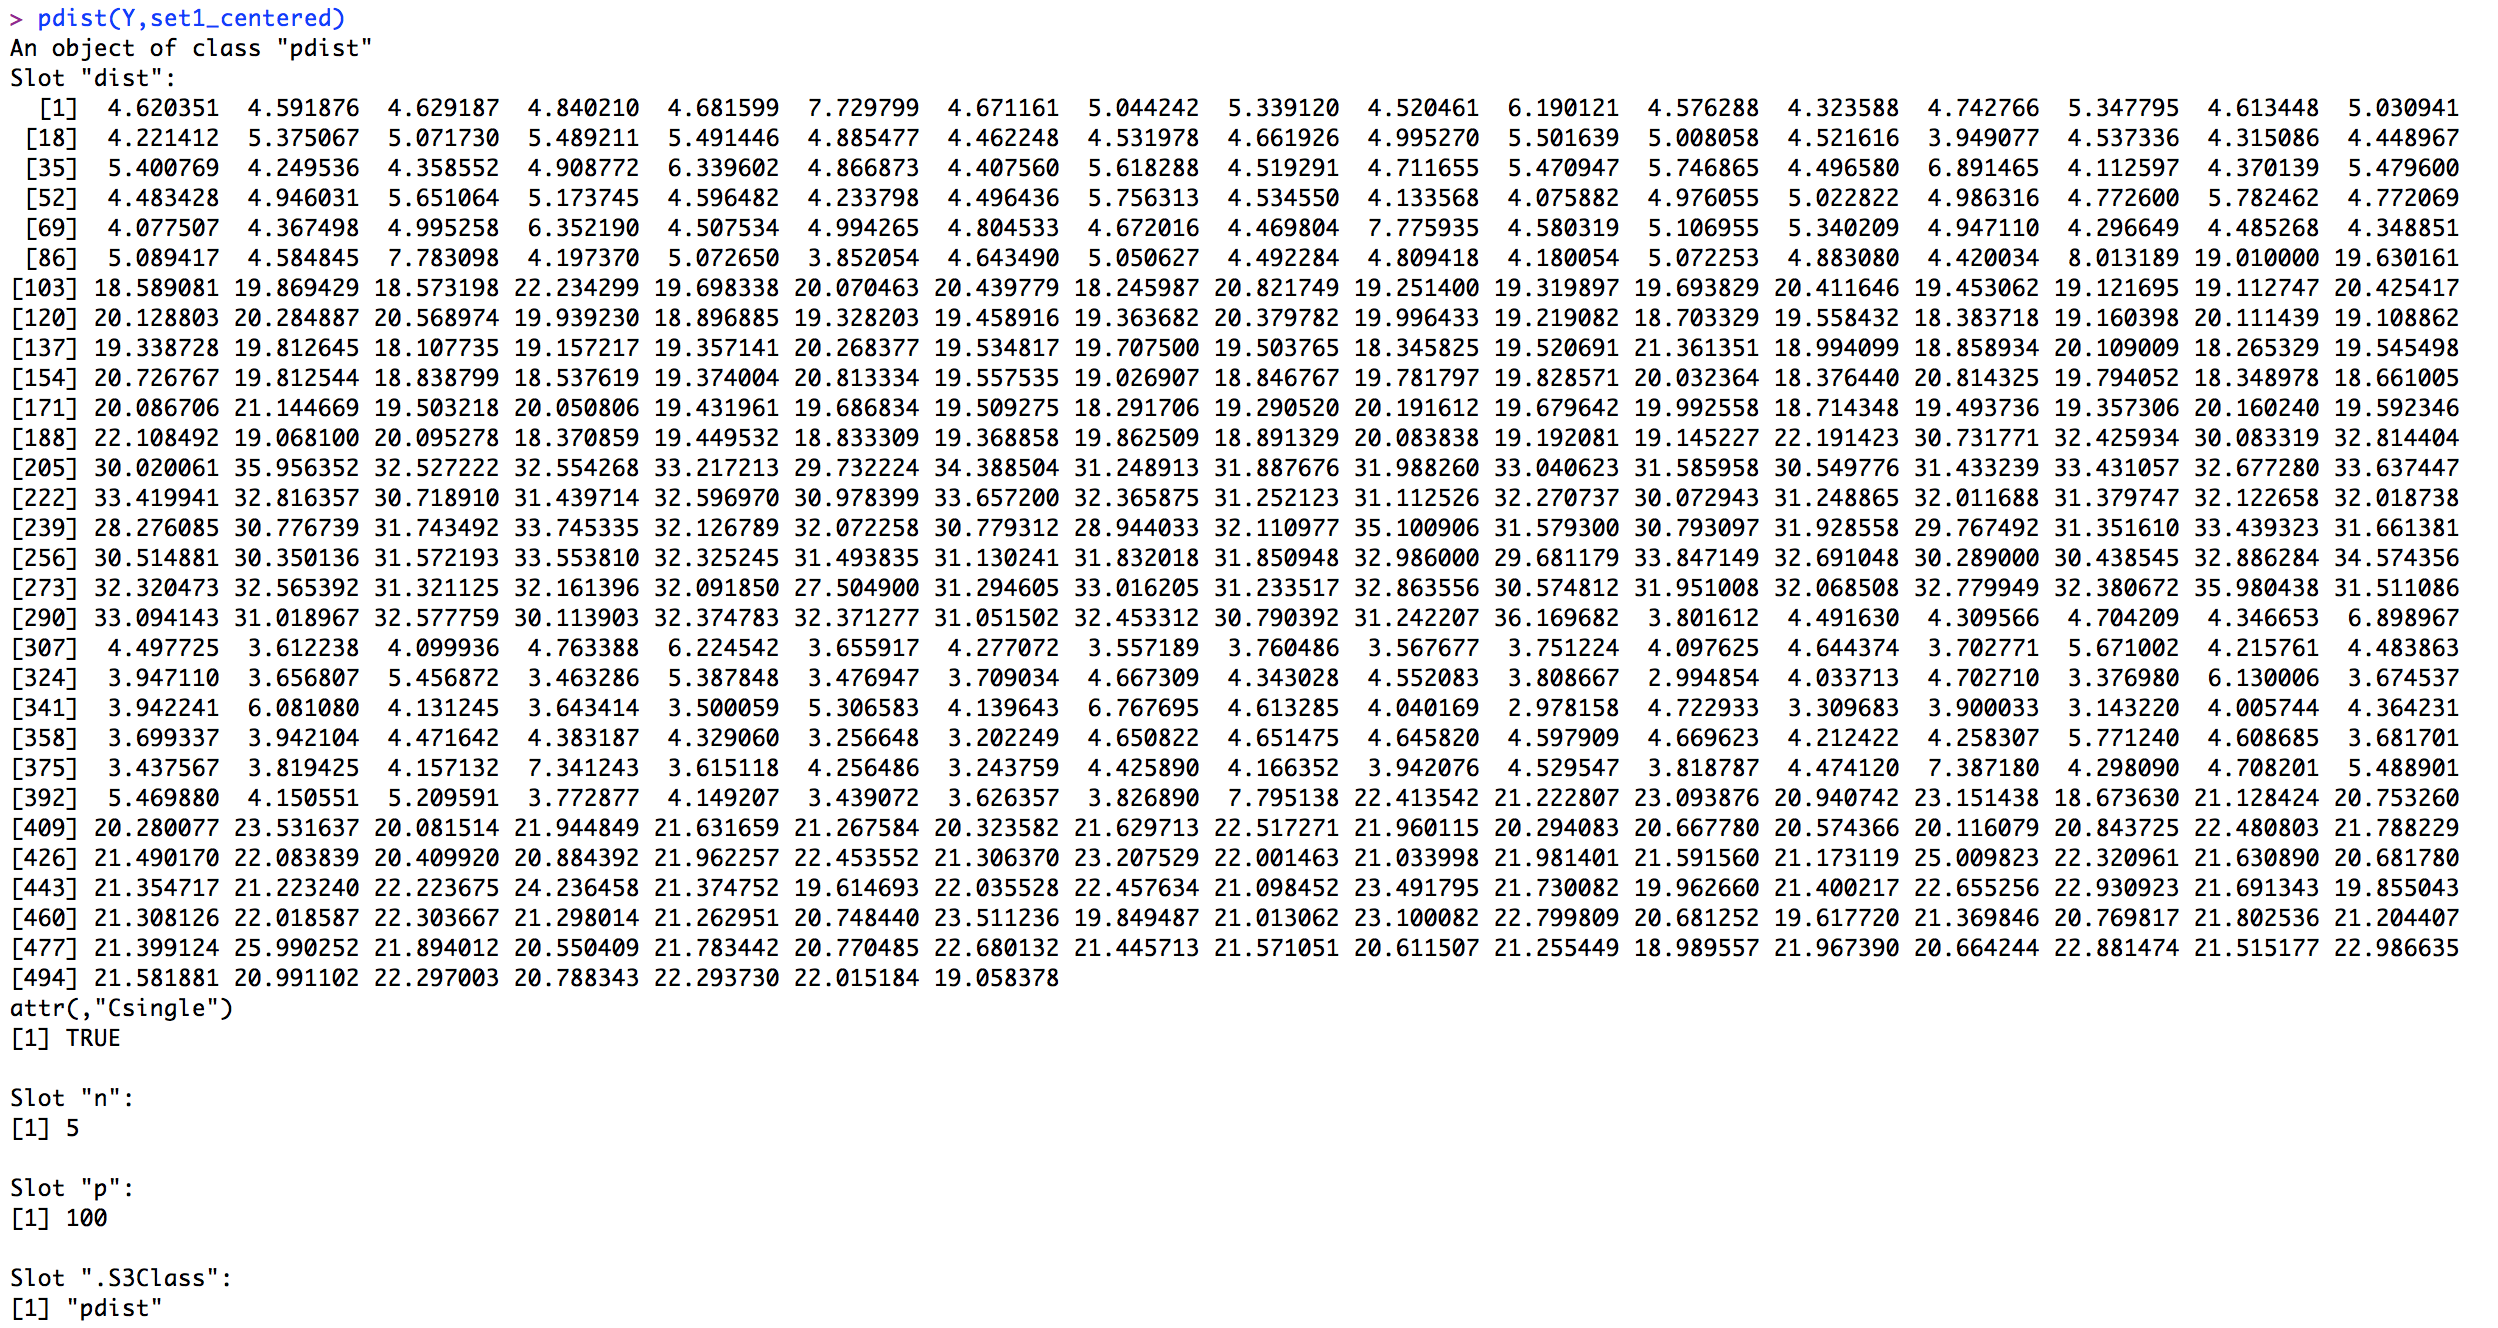 > pdist(Y,set1_centered)
An object of class "pdist"
Slot "dist":
  [1]  4.620351  4.591876  4.629187  4.840210  4.681599  7.729799  4.671161  5.044242  5.339120  4.520461  6.190121  4.576288  4.323588  4.742766  5.347795  4.613448  5.030941
 [18]  4.221412  5.375067  5.071730  5.489211  5.491446  4.885477  4.462248  4.531978  4.661926  4.995270  5.501639  5.008058  4.521616  3.949077  4.537336  4.315086  4.448967
 [35]  5.400769  4.249536  4.358552  4.908772  6.339602  4.866873  4.407560  5.618288  4.519291  4.711655  5.470947  5.746865  4.496580  6.891465  4.112597  4.370139  5.479600
 [52]  4.483428  4.946031  5.651064  5.173745  4.596482  4.233798  4.496436  5.756313  4.534550  4.133568  4.075882  4.976055  5.022822  4.986316  4.772600  5.782462  4.772069
 [69]  4.077507  4.367498  4.995258  6.352190  4.507534  4.994265  4.804533  4.672016  4.469804  7.775935  4.580319  5.106955  5.340209  4.947110  4.296649  4.485268  4.348851
 [86]  5.089417  4.584845  7.783098  4.197370  5.072650  3.852054  4.643490  5.050627  4.492284  4.809418  4.180054  5.072253  4.883080  4.420034  8.013189 19.010000 19.630161
[103] 18.589081 19.869429 18.573198 22.234299 19.698338 20.070463 20.439779 18.245987 20.821749 19.251400 19.319897 19.693829 20.411646 19.453062 19.121695 19.112747 20.425417
[120] 20.128803 20.284887 20.568974 19.939230 18.896885 19.328203 19.458916 19.363682 20.379782 19.996433 19.219082 18.703329 19.558432 18.383718 19.160398 20.111439 19.108862
[137] 19.338728 19.812645 18.107735 19.157217 19.357141 20.268377 19.534817 19.707500 19.503765 18.345825 19.520691 21.361351 18.994099 18.858934 20.109009 18.265329 19.545498
[154] 20.726767 19.812544 18.838799 18.537619 19.374004 20.813334 19.557535 19.026907 18.846767 19.781797 19.828571 20.032364 18.376440 20.814325 19.794052 18.348978 18.661005
[171] 20.086706 21.144669 19.503218 20.050806 19.431961 19.686834 19.509275 18.291706 19.290520 20.191612 19.679642 19.992558 18.714348 19.493736 19.357306 20.160240 19.592346
[188] 22.108492 19.068100 20.095278 18.370859 19.449532 18.833309 19.368858 19.862509 18.891329 20.083838 19.192081 19.145227 22.191423 30.731771 32.425934 30.083319 32.814404
[205] 30.020061 35.956352 32.527222 32.554268 33.217213 29.732224 34.388504 31.248913 31.887676 31.988260 33.040623 31.585958 30.549776 31.433239 33.431057 32.677280 33.637447
[222] 33.419941 32.816357 30.718910 31.439714 32.596970 30.978399 33.657200 32.365875 31.252123 31.112526 32.270737 30.072943 31.248865 32.011688 31.379747 32.122658 32.018738
[239] 28.276085 30.776739 31.743492 33.745335 32.126789 32.072258 30.779312 28.944033 32.110977 35.100906 31.579300 30.793097 31.928558 29.767492 31.351610 33.439323 31.661381
[256] 30.514881 30.350136 31.572193 33.553810 32.325245 31.493835 31.130241 31.832018 31.850948 32.986000 29.681179 33.847149 32.691048 30.289000 30.438545 32.886284 34.574356
[273] 32.320473 32.565392 31.321125 32.161396 32.091850 27.504900 31.294605 33.016205 31.233517 32.863556 30.574812 31.951008 32.068508 32.779949 32.380672 35.980438 31.511086
[290] 33.094143 31.018967 32.577759 30.113903 32.374783 32.371277 31.051502 32.453312 30.790392 31.242207 36.169682  3.801612  4.491630  4.309566  4.704209  4.346653  6.898967
[307]  4.497725  3.612238  4.099936  4.763388  6.224542  3.655917  4.277072  3.557189  3.760486  3.567677  3.751224  4.097625  4.644374  3.702771  5.671002  4.215761  4.483863
[324]  3.947110  3.656807  5.456872  3.463286  5.387848  3.476947  3.709034  4.667309  4.343028  4.552083  3.808667  2.994854  4.033713  4.702710  3.376980  6.130006  3.674537
[341]  3.942241  6.081080  4.131245  3.643414  3.500059  5.306583  4.139643  6.767695  4.613285  4.040169  2.978158  4.722933  3.309683  3.900033  3.143220  4.005744  4.364231
[358]  3.699337  3.942104  4.471642  4.383187  4.329060  3.256648  3.202249  4.650822  4.651475  4.645820  4.597909  4.669623  4.212422  4.258307  5.771240  4.608685  3.681701
[375]  3.437567  3.819425  4.157132  7.341243  3.615118  4.256486  3.243759  4.425890  4.166352  3.942076  4.529547  3.818787  4.474120  7.387180  4.298090  4.708201  5.488901
[392]  5.469880  4.150551  5.209591  3.772877  4.149207  3.439072  3.626357  3.826890  7.795138 22.413542 21.222807 23.093876 20.940742 23.151438 18.673630 21.128424 20.753260
[409] 20.280077 23.531637 20.081514 21.944849 21.631659 21.267584 20.323582 21.629713 22.517271 21.960115 20.294083 20.667780 20.574366 20.116079 20.843725 22.480803 21.788229
[426] 21.490170 22.083839 20.409920 20.884392 21.962257 22.453552 21.306370 23.207529 22.001463 21.033998 21.981401 21.591560 21.173119 25.009823 22.320961 21.630890 20.681780
[443] 21.354717 21.223240 22.223675 24.236458 21.374752 19.614693 22.035528 22.457634 21.098452 23.491795 21.730082 19.962660 21.400217 22.655256 22.930923 21.691343 19.855043
[460] 21.308126 22.018587 22.303667 21.298014 21.262951 20.748440 23.511236 19.849487 21.013062 23.100082 22.799809 20.681252 19.617720 21.369846 20.769817 21.802536 21.204407
[477] 21.399124 25.990252 21.894012 20.550409 21.783442 20.770485 22.680132 21.445713 21.571051 20.611507 21.255449 18.989557 21.967390 20.664244 22.881474 21.515177 22.986635
[494] 21.581881 20.991102 22.297003 20.788343 22.293730 22.015184 19.058378
attr(,"Csingle")
[1] TRUE
Slot "n":
[1] 5
Slot "p":
[1] 100
Slot ".S3Class":
[1] "pdist"